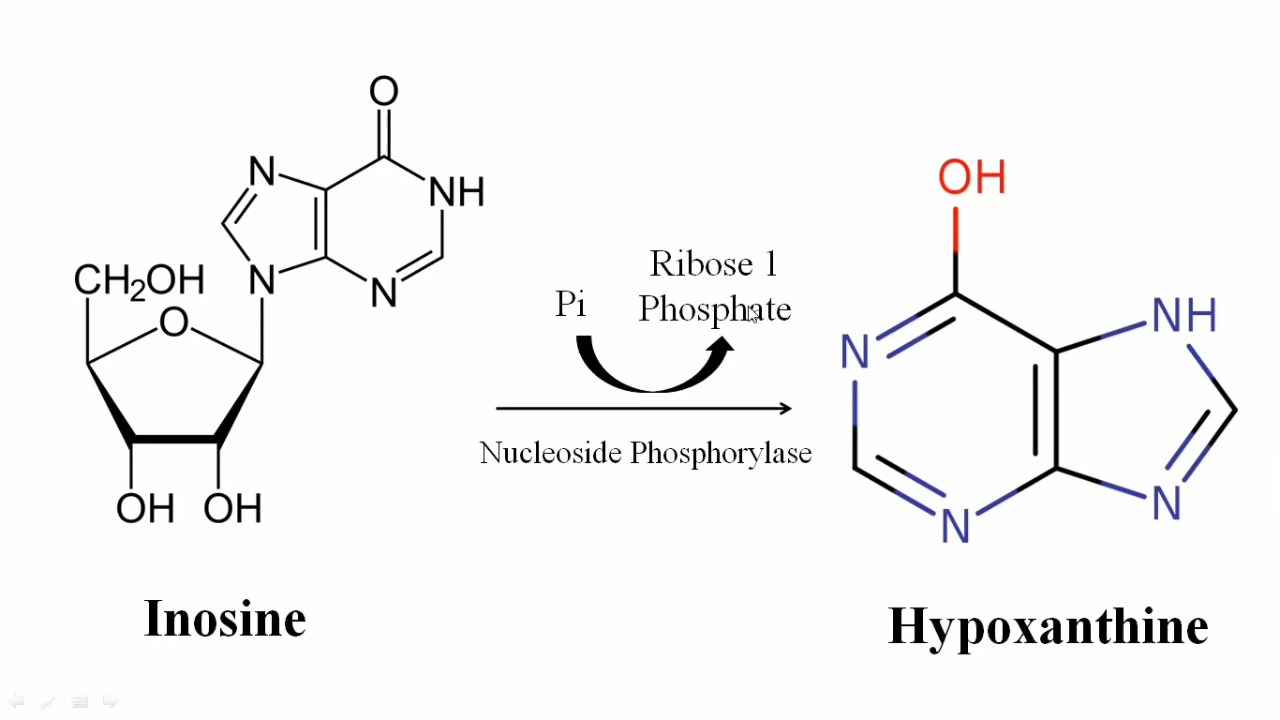 O
N
NH
N
N
CH₂OH
O
OH OH
Inosine
Pi
Ribose 1
Phosphate
Nucleoside Phosphorylase
OH
N
NH
N
N
Hypoxanthine